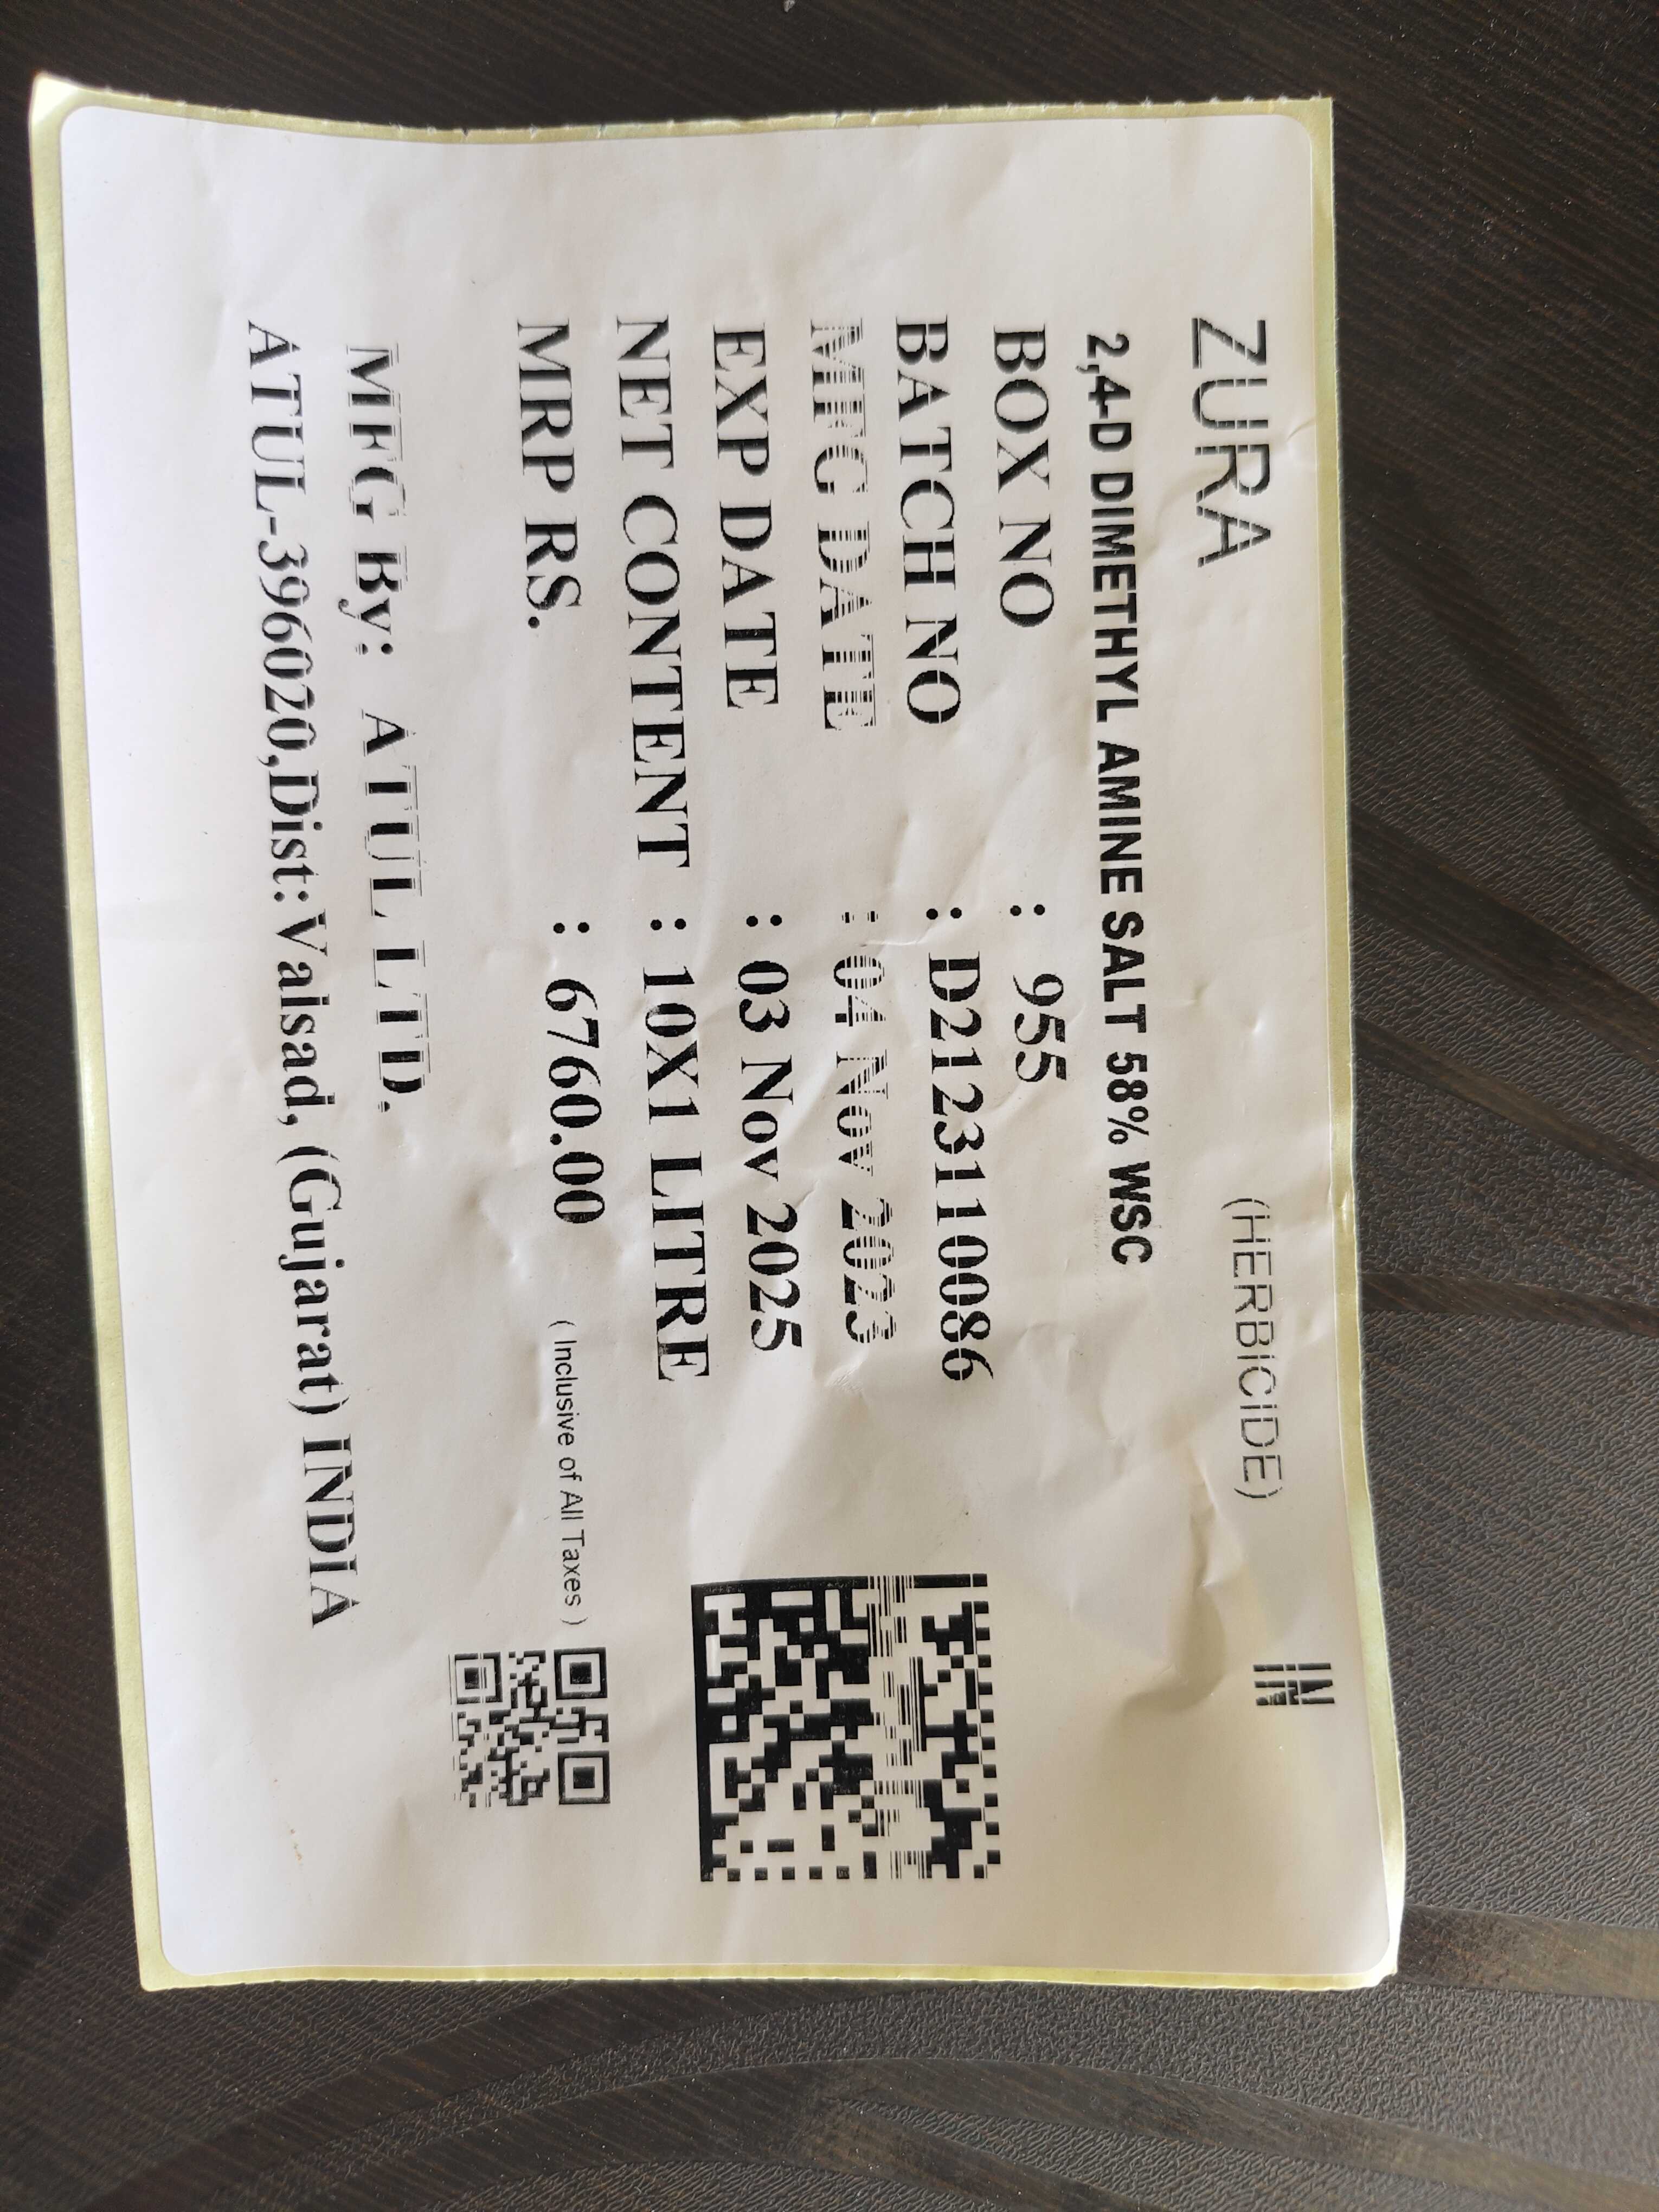 ZURA (HERBICIDE) IN
2,4-D DIMETHYL AMINE SALT 58% WSC
BOX NO : 955
BATCH NO : D2123110086
MFG DATE : 04 Nov 2023
EXP DATE : 03 Nov 2025
NET CONTENT : 10X1 LITRE
MRP RS. : 6760.00 ( Inclusive of All Taxes )
MFG By: ATUL LTD.
ATUL-396020,Dist:Valsad, (Gujarat) INDIA